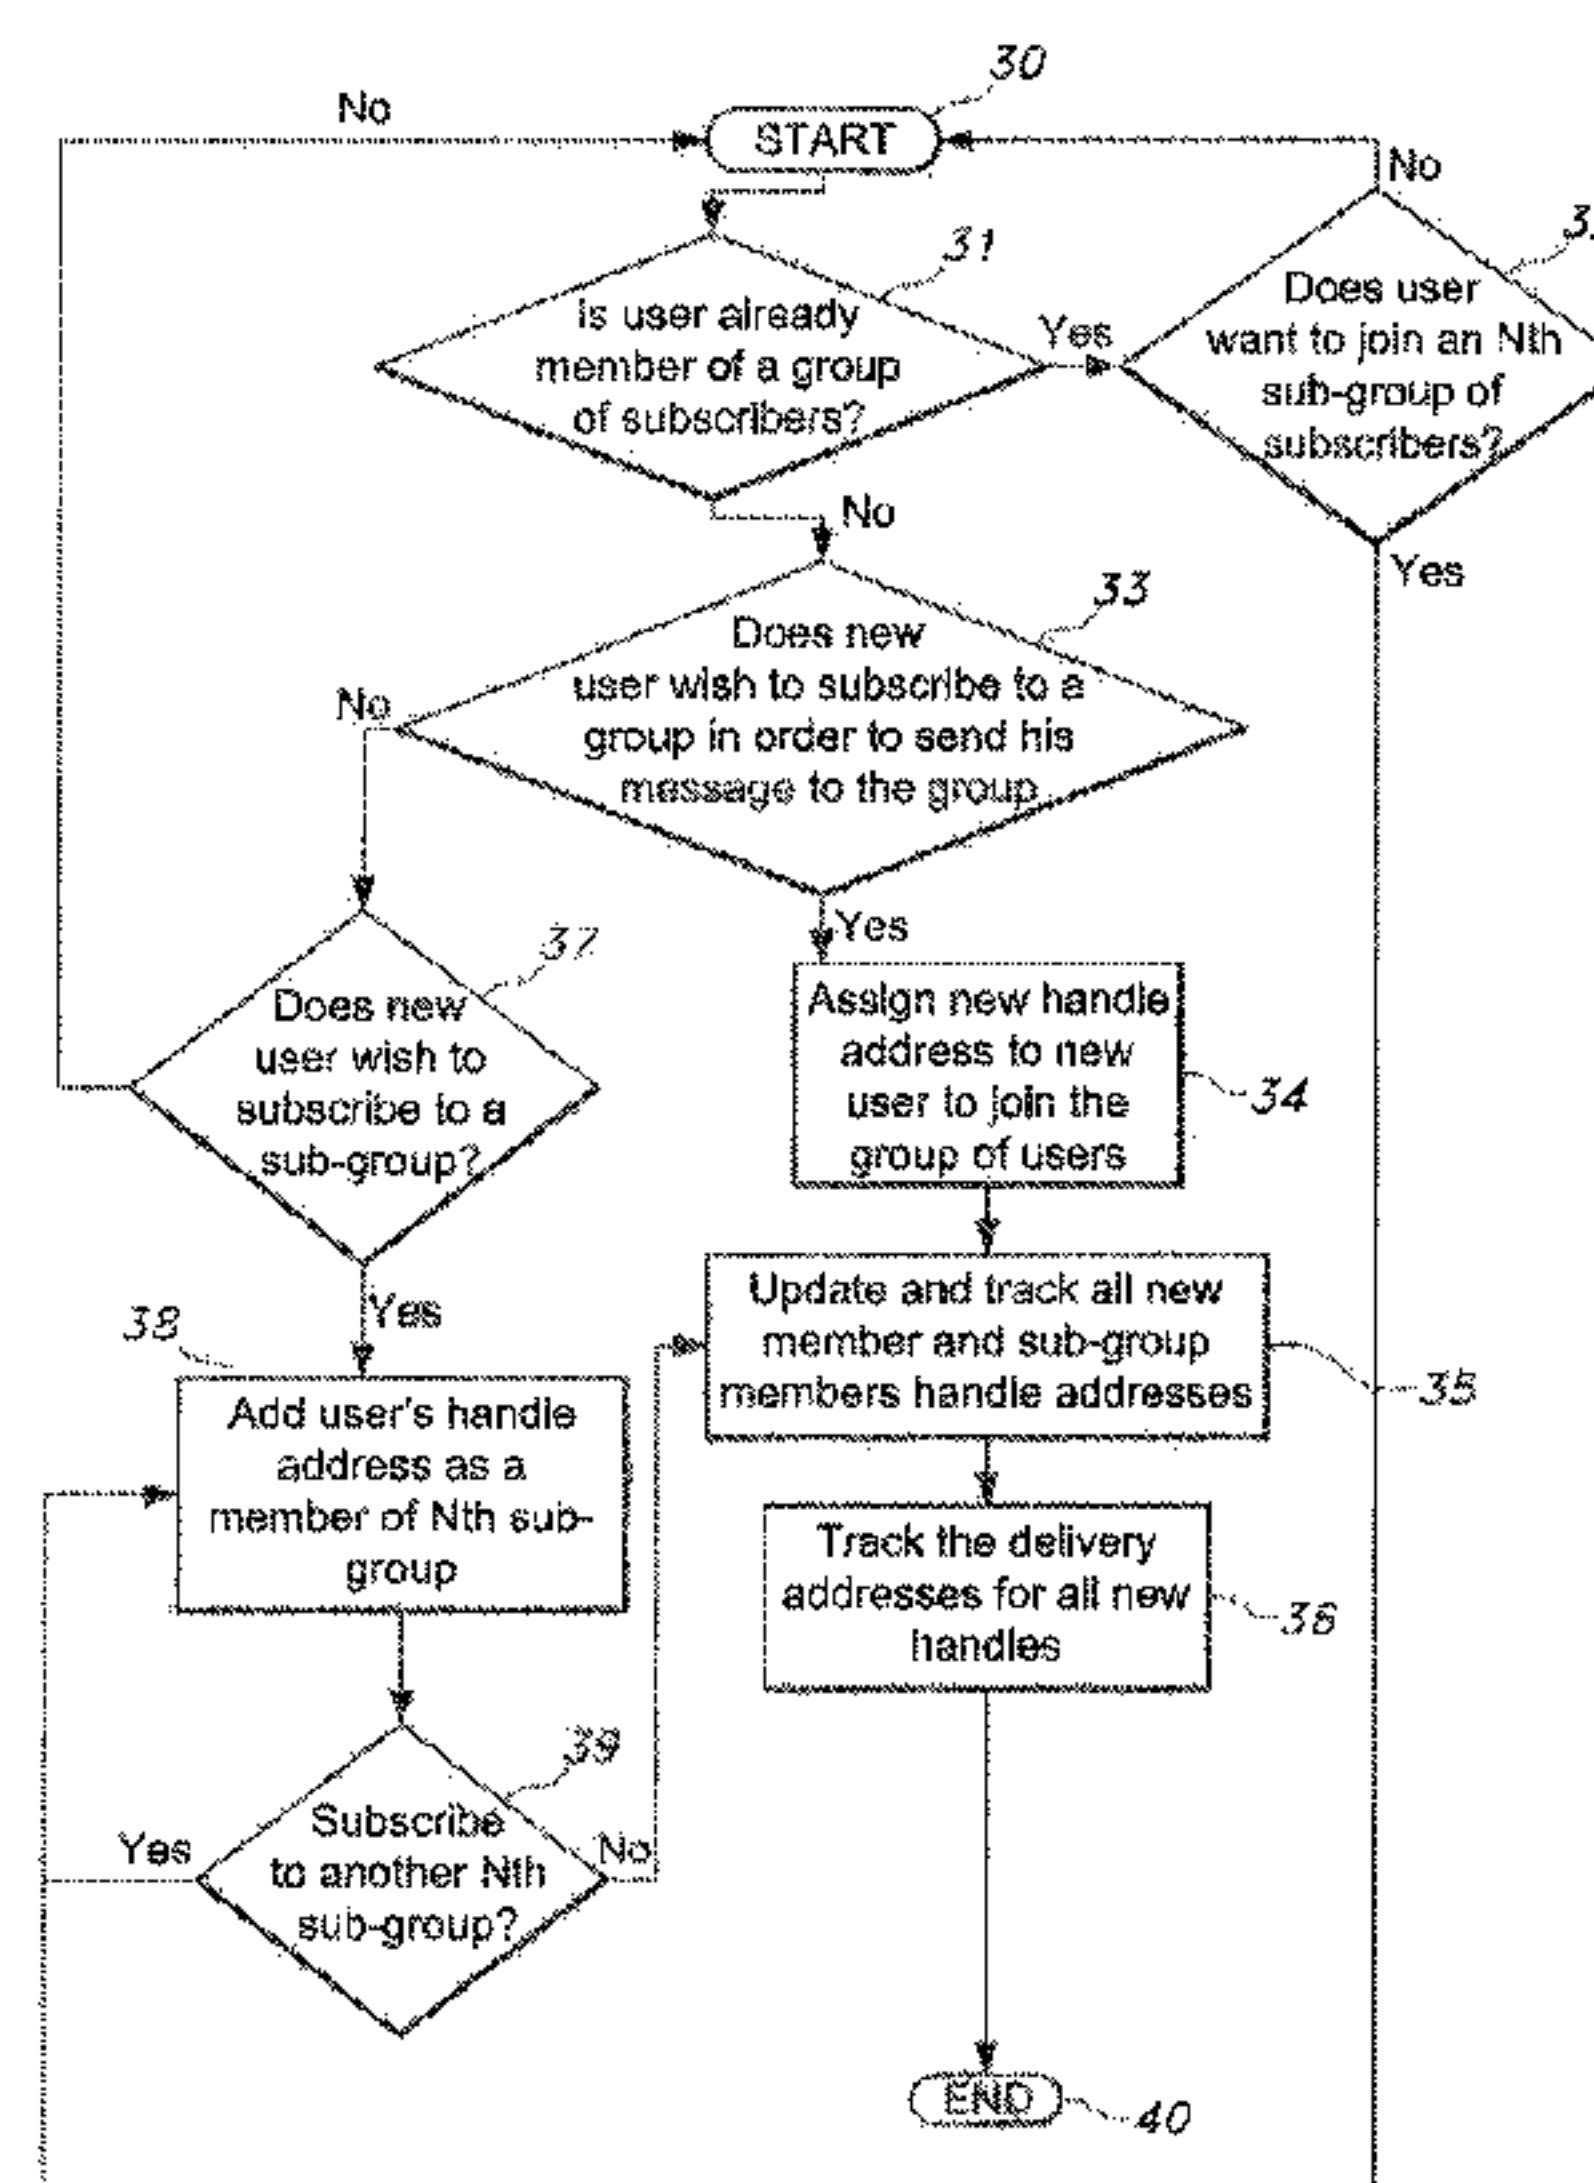 30
No
START
No
31
Is user already
member of a group
of subscribers?
Yes
Does user
want to join an Nth
sub-group of
subscribers?
No
Yes
33
Does new
user wish to subscribe to a
group in order to send his
message to the group
No
Yes
37
Does new
user wish to
subscribe to a
sub-group?
Assign new handle
address to new
user to join the
group of users
34
Yes
38
Update and track all new
member and sub-group
members handle addresses
35
Add user's handle
address as a
member of Nth sub-
group
Track the delivery
addresses for all new
handles
36
39
Subscribe
to another Nth
sub-group?
Yes
No
END
40